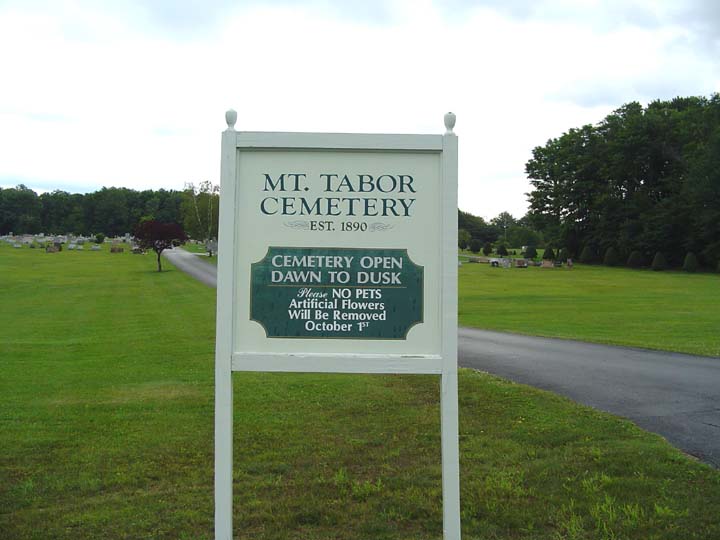 MT. TABOR
CEMETERY
EST. 1890
CEMETERY OPEN
DAWN TO DUSK
Please NO PETS
Artificial Flowers
Will Be Removed
October 1ST